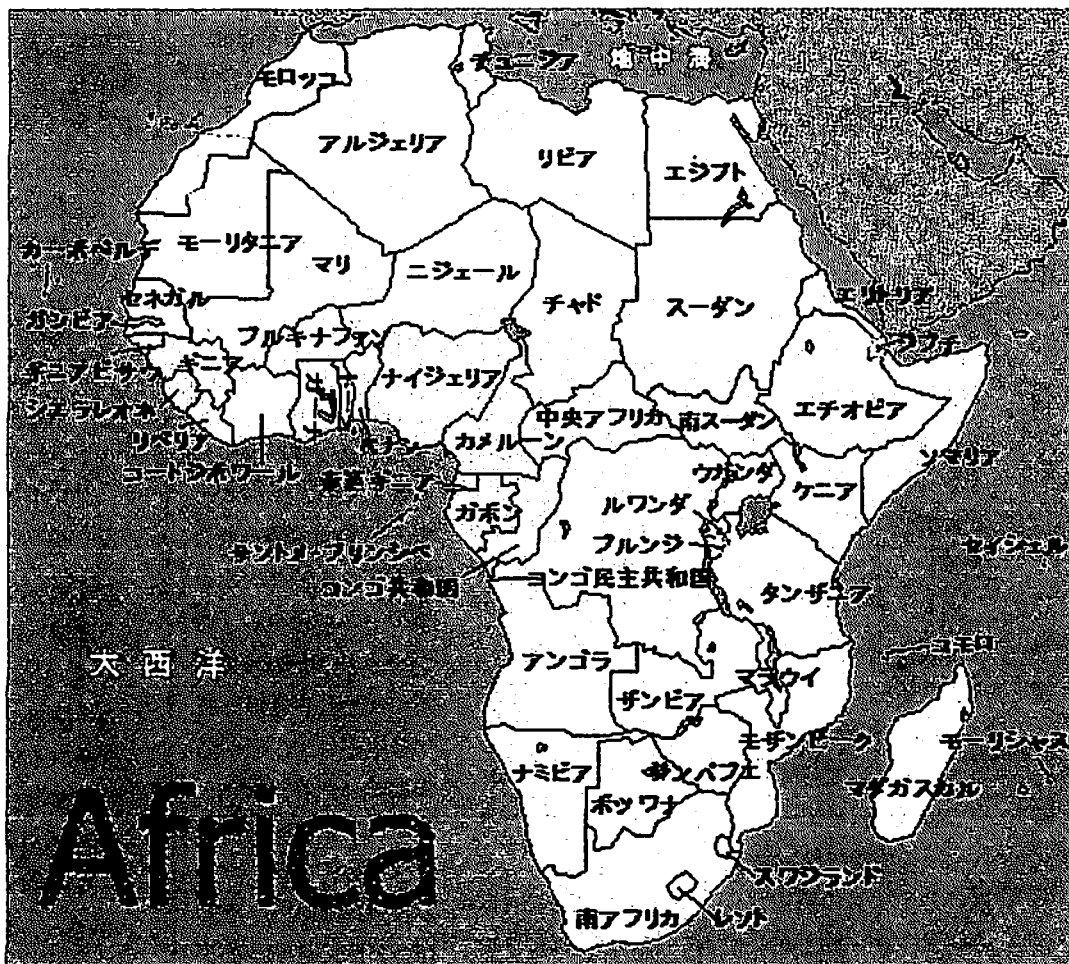 チュニジア
地中海
モロッコ
アルジェリア
リビア
エジプト
カーボベルデ
モーリタニア
マリ
ニジェール
チャド
スーダン
エリトリア
セネガル
ガンビア
ブルキナファソ
ジブチ
ギニアビサウ
ギニア
ナイジェリア
エチオピア
シエラレオネ
中央アフリカ
南スーダン
リベリア
ベナン
カメルーン
ソマリア
コートジボワール
赤道ギニア
ウガンダ
ケニア
ガボン
ルワンダ
サントメ・プリンシペ
ブルンジ
セイシェル
コンゴ共和国
コンゴ民主共和国
タンザニア
大西洋
アンゴラ
コモロ
マラウイ
ザンビア
モザンビーク
モーリシャス
ナミビア
ジンバブエ
マダガスカル
ボツワナ
Africa
スワジランド
南アフリカ